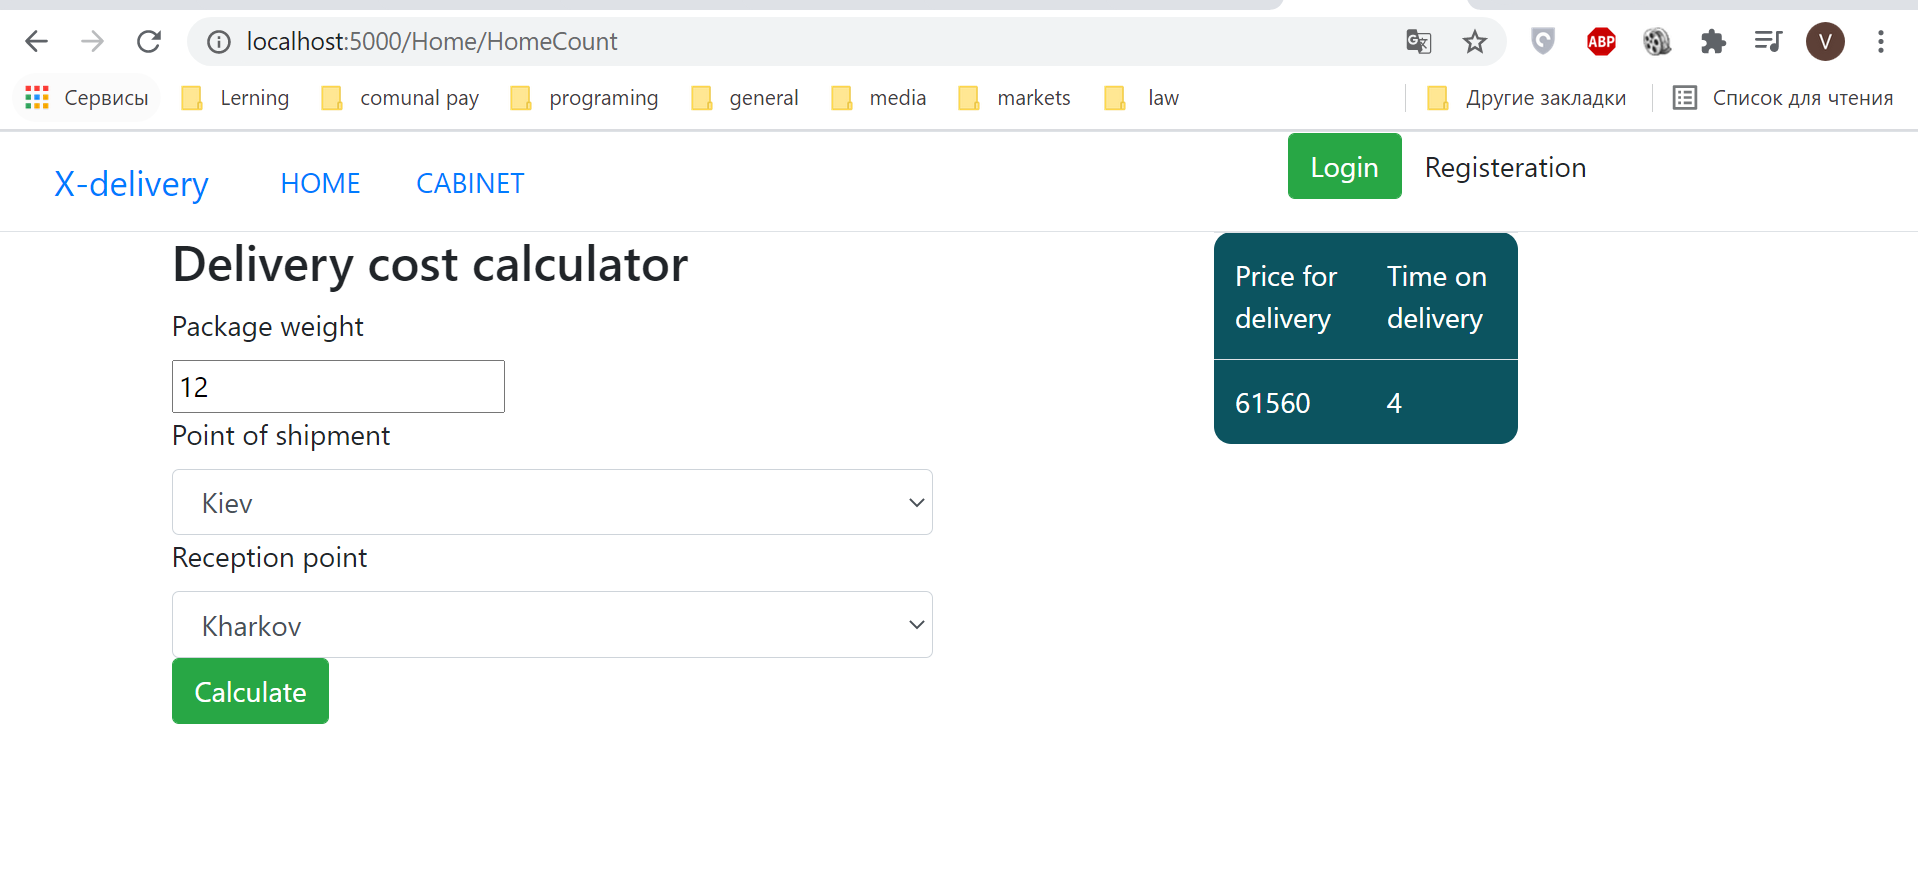 localhost:5000/Home/HomeCount
ABP
V
Сервисы Lerning comunal pay programing general media markets law Другие закладки Список для чтения
X-delivery HOME CABINET Login Registeration
Delivery cost calculator
Package weight
12
Point of shipment
Kiev
Reception point
Kharkov
Calculate
Price for delivery
Time on delivery
61560 4